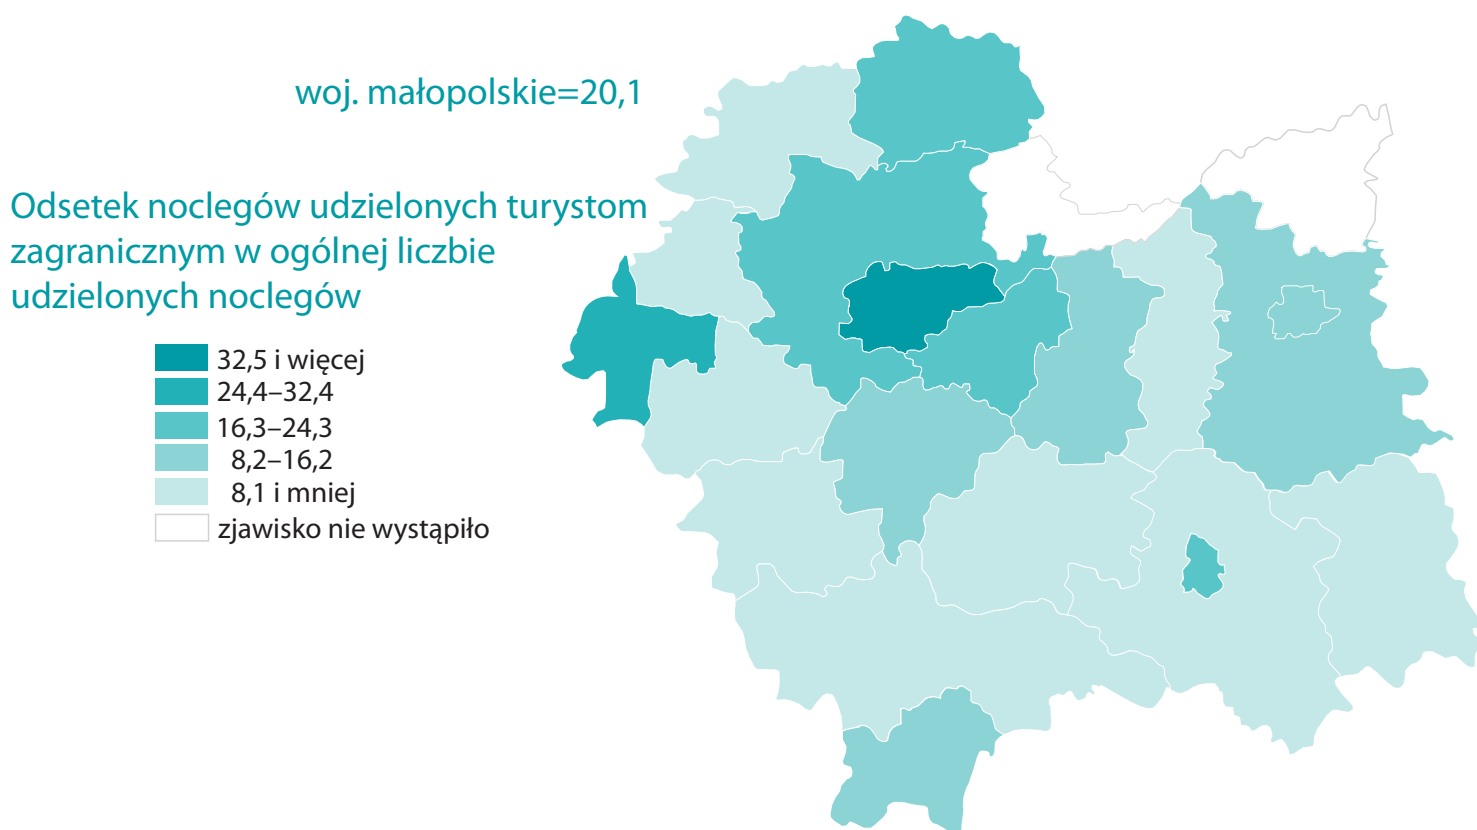 woj. małopolskie=20,1
Odsetek noclegów udzielonych turystom
zagranicznym w ogólnej liczbie
udzielonych noclegów
32,5 i więcej
24,4–32,4
16,3–24,3
8,2–16,2
8,1 i mniej
zjawisko nie wystąpiło